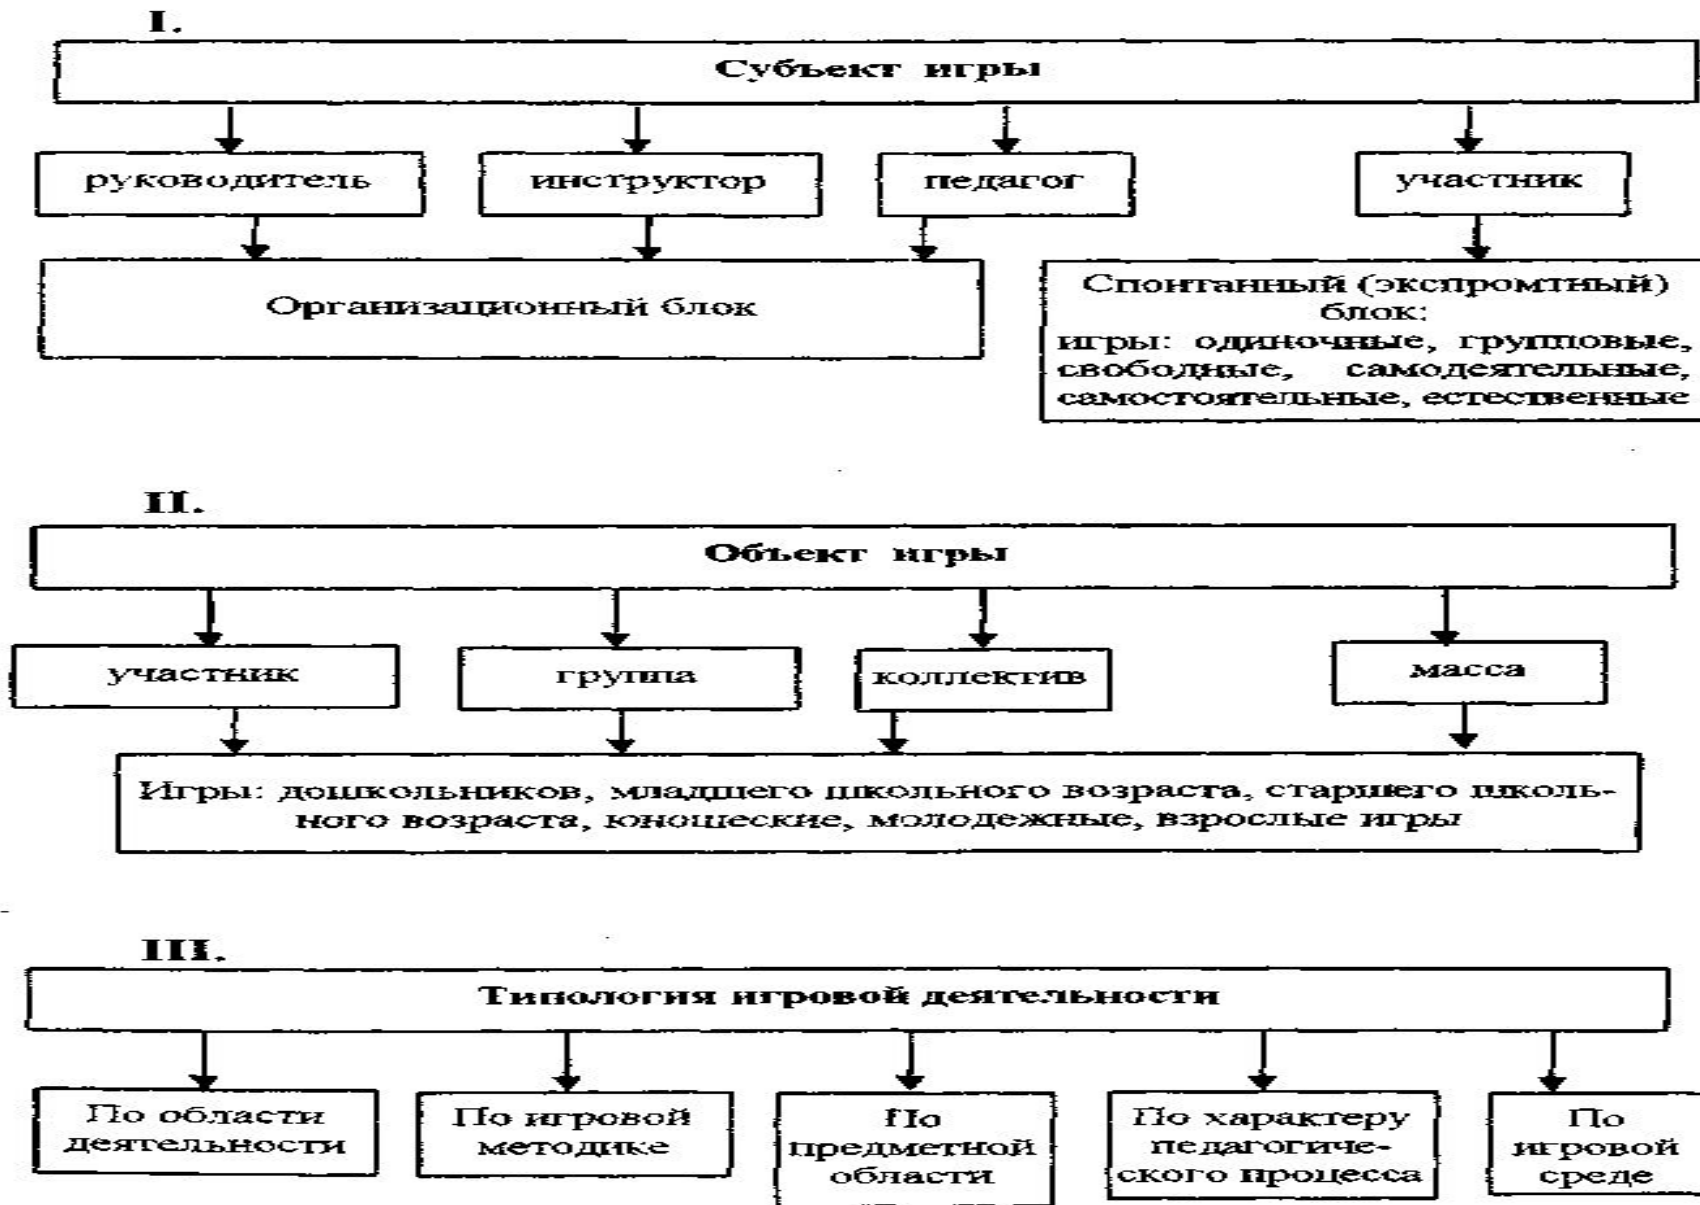 I.
Субъект игры
руководитель
инструктор
педагог
участник
Организационный блок
Спонтанный (экспромтный)
блок:
игры: одиночные, групповые,
свободные, самодеятельные,
самостоятельные, естественные
II.
Объект игры
участник
группа
коллектив
масса
Игры: дошкольников, младшего школьного возраста, старшего школь-
ного возраста, юношеские, молодежные, взрослые игры
III.
Типология игровой деятельности
По области
деятельности
По игровой
методике
По
предметной
области
По характеру
педагогиче-
ского процесса
По
игровой
среде